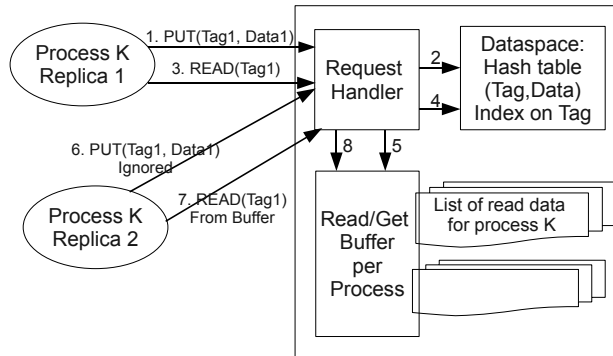 1. PUT(Tag1, Data1)
Process K
Replica 1
3. READ(Tag1)
Request
Handler
2
4
Dataspace:
Hash table
(Tag,Data)
Index on Tag
6. PUT(Tag1, Data1)
Ignored
8
5
7. READ(Tag1)
From Buffer
Process K
Replica 2
Read/Get
Buffer
per
Process
List of read data
for process K